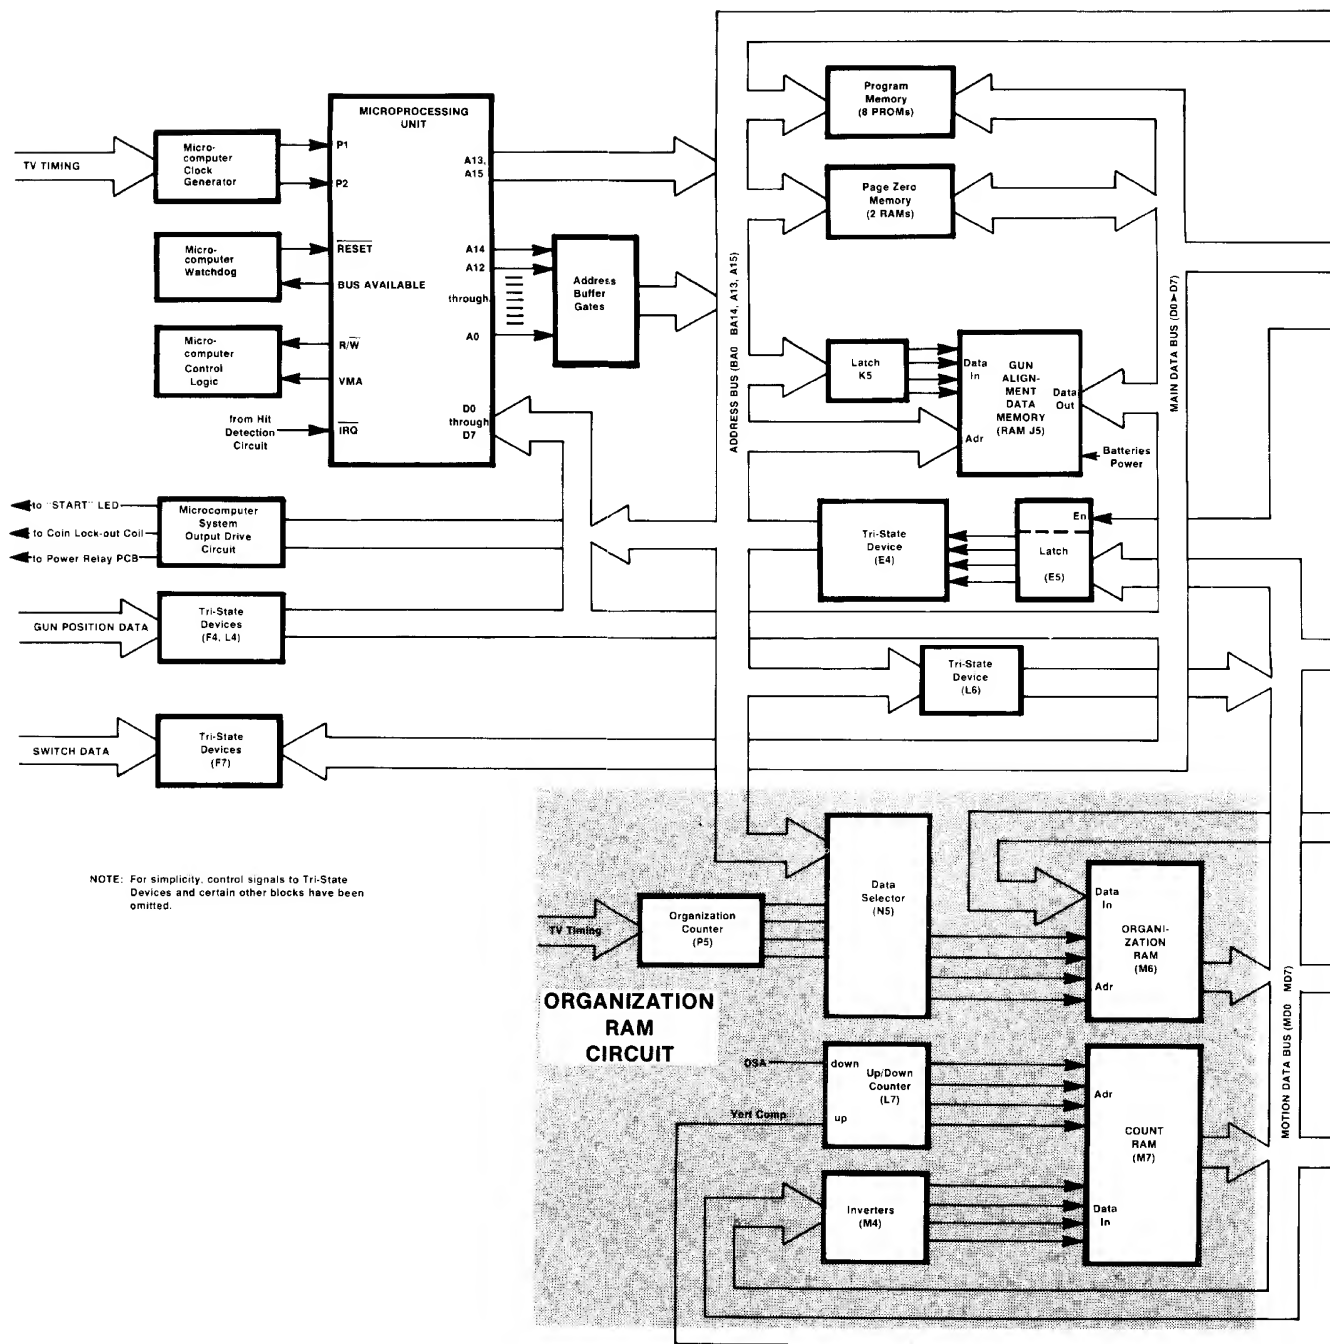 MICROPROCESSING
UNIT
TV TIMING
Micro-
computer
Clock
Generator
P1
P2
A13,
A15
Micro-
computer
Watchdog
RESET
BUS AVAILABLE
A14
A12
through
A0
Address
Buffer
Gates
Micro-
computer
Control
Logic
R/W
VMA
from Hit
Detection
Circuit
IRQ
D0
through
D7
to "START" LED
to Coin Lock-out Coil
to Power Relay PCB
Microcomputer
System
Output Drive
Circuit
GUN POSITION DATA
Tri-State
Devices
(F4, L4)
SWITCH DATA
Tri-State
Devices
(F7)
NOTE: For simplicity, control signals to Tri-State
Devices and certain other blocks have been
omitted.
ADDRESS BUS (BA0 BA14, A13, A15)
Program
Memory
(8 PROMs)
Page Zero
Memory
(2 RAMs)
MAIN DATA BUS (D0 D7)
Latch
K5
Data
In
GUN
ALIGN-
MENT
DATA
MEMORY
(RAM J5)
Data
Out
Adr
Batteries
Power
Tri-State
Device
(E4)
En
Latch
(E5)
Tri-State
Device
(L6)
Data
Selector
(N5)
TV Timing
Organization
Counter
(P5)
Data
In
ORGANI-
ZATION
RAM
(M6)
Adr
ORGANIZATION
RAM
CIRCUIT
DSA
down
Up/Down
Counter
(L7)
up
Vert Comp
Adr
COUNT
RAM
(M7)
Data
In
Inverters
(M4)
MOTION DATA BUS (MD0 MD7)